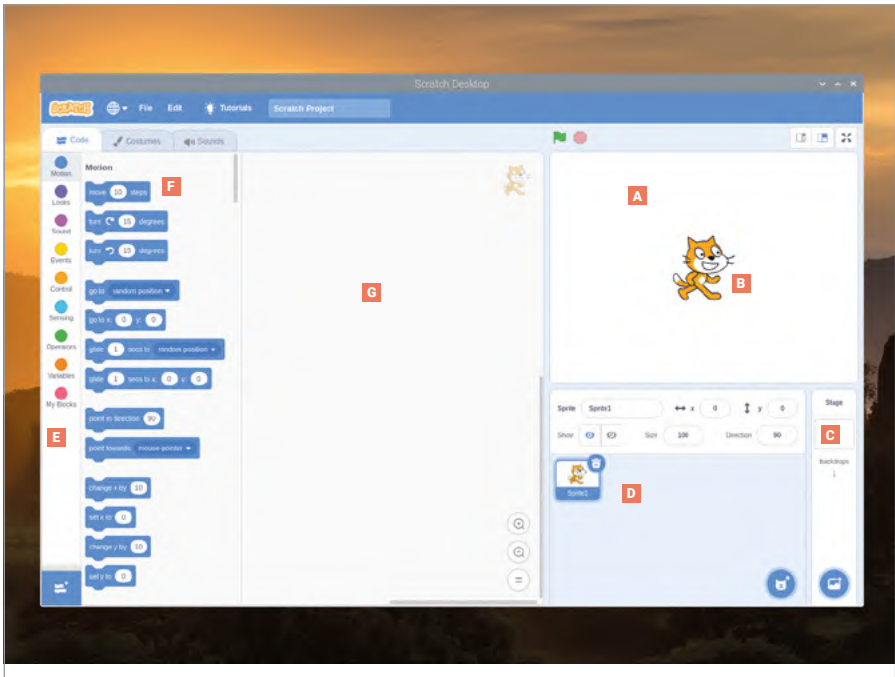 Scratch Desktop
SCRATCH
File Edit Tutorials Scratch Project
Code Costumes Sounds
Motion
Looks
Sound
Events
Control
Sensing
Operators
Variables
My Blocks
E
Motion
move 10 steps
F
turn 15 degrees
turn 15 degrees
go to random position
go to x: 0 y: 0
glide 1 secs to random position
glide 1 secs to x: 0 y: 0
point in direction 90
point towards mouse-pointer
change x by 10
set x to 0
change y by 10
set y to 0
G
=
A
B
Sprite Sprite1 x 0 y 0
Show Size 100 Direction 90
Sprite1
D
Stage
C
Backdrops
1